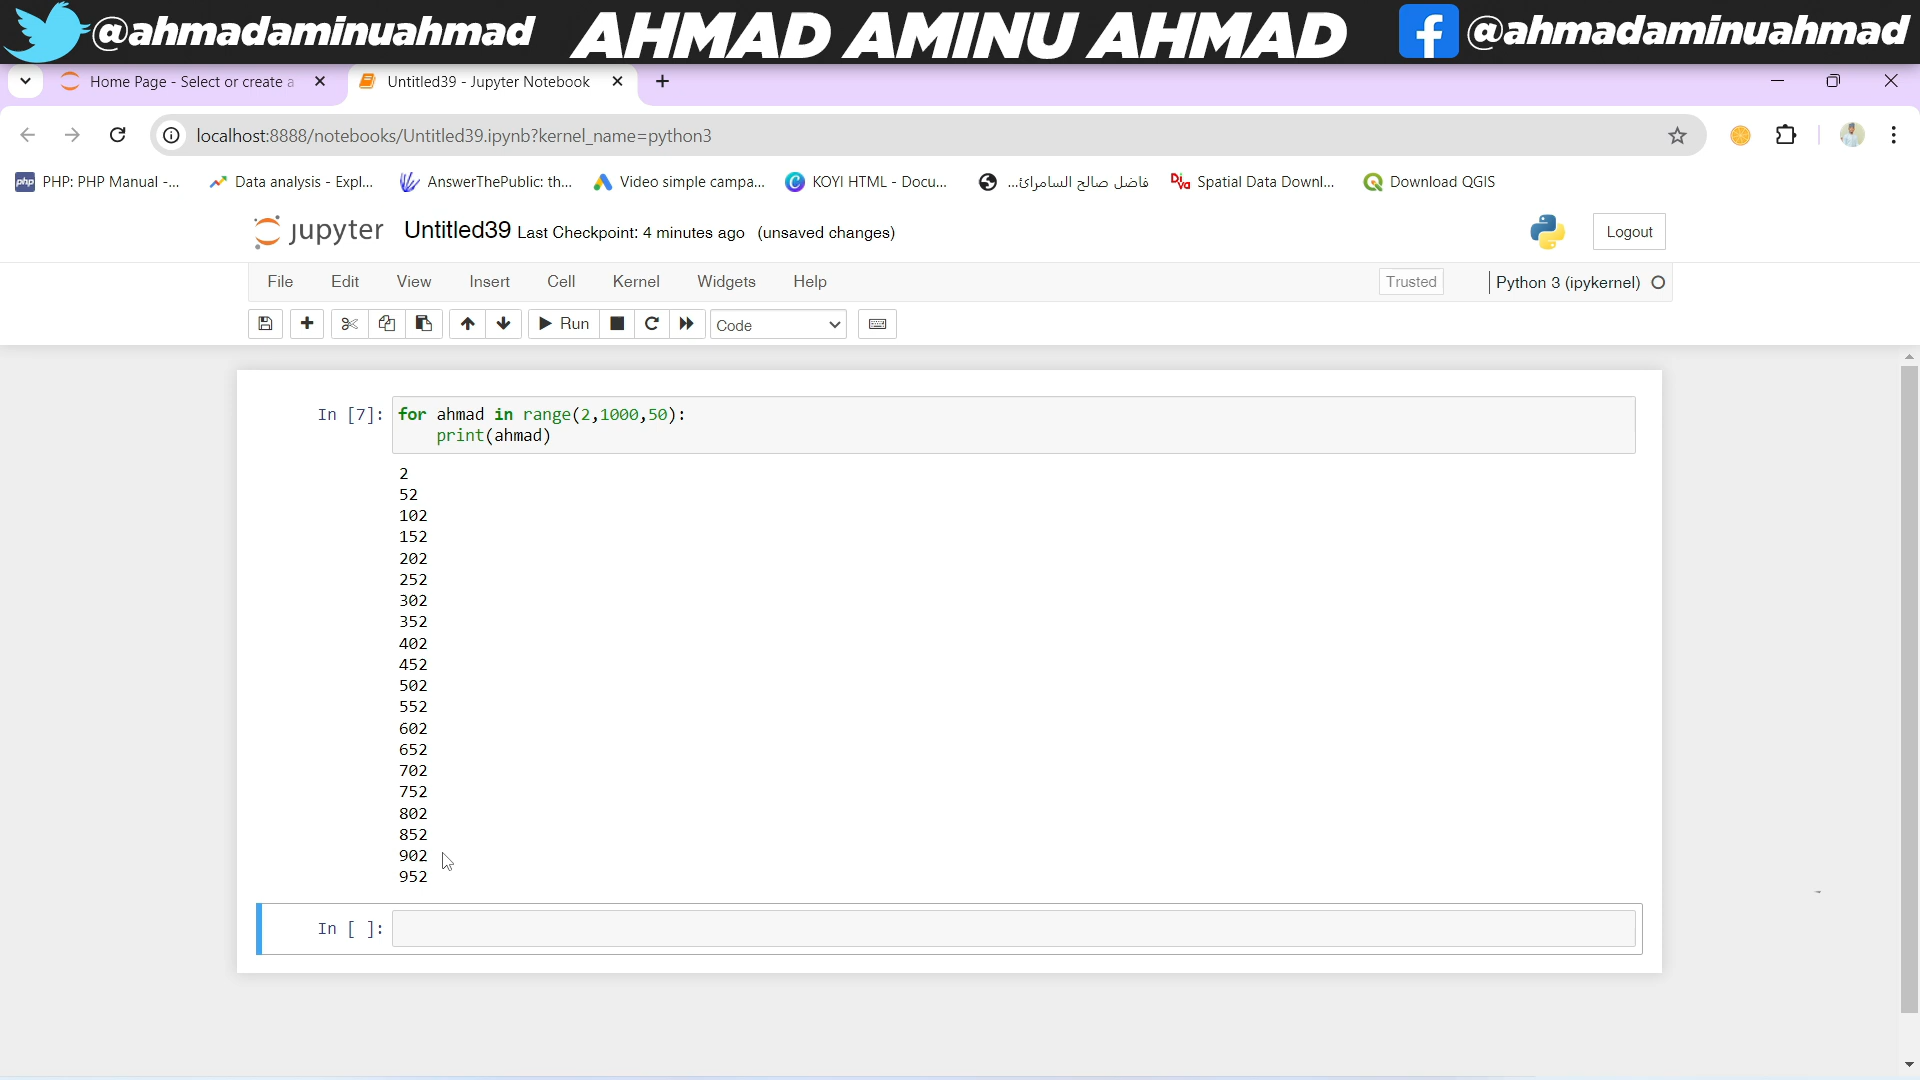 @ahmadaminuahmad AHMAD AMINU AHMAD @ahmadaminuahmad
Home Page - Select or create a Untitled39 - Jupyter Notebook
localhost:8888/notebooks/Untitled39.ipynb?kernel_name=python3
php PHP: PHP Manual -... Data analysis - Expl... AnswerThePublic: th... Video simple campa... KOYI HTML - Docu... فاضل صالح السامرائ... Diva Spatial Data Downl... Download QGIS
jupyter Untitled39 Last Checkpoint: 4 minutes ago (unsaved changes) Logout
File Edit View Insert Cell Kernel Widgets Help Trusted Python 3 (ipykernel)
Run Code
In [7]: for ahmad in range(2,1000,50):
print(ahmad)
2
52
102
152
202
252
302
352
402
452
502
552
602
652
702
752
802
852
902
952
In [ ]: